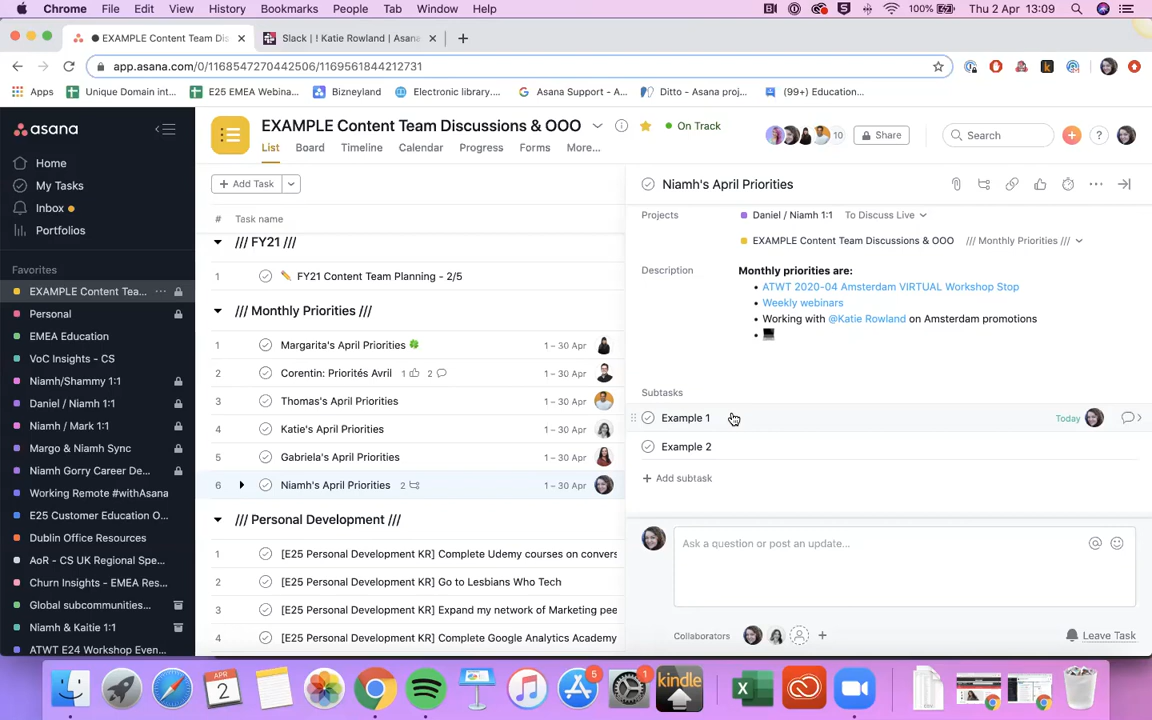 Chrome File Edit View History Bookmarks People Tab Window Help 100% Thu 2 Apr 13:09
EXAMPLE Content Team Dis Slack | ! Katie Rowland | Asana
app.asana.com/0/1168547270442506/1169561844212731
Apps Unique Domain int... E25 EMEA Webina... Bizneyland Electronic library.... Asana Support - A... Ditto - Asana proj... (99+) Education...
asana
Home
My Tasks
Inbox
Portfolios
Favorites
EXAMPLE Content Tea... ...
Personal
EMEA Education
VoC Insights - CS
Niamh/Shammy 1:1
Daniel / Niamh 1:1
Niamh / Mark 1:1
Margo & Niamh Sync
Niamh Gorry Career De...
Working Remote #withAsana
E25 Customer Education O...
Dublin Office Resources
AoR - CS UK Regional Spe...
Churn Insights - EMEA Res...
Global subcommunities...
Niamh & Kaitie 1:1
ATWT E24 Workshop Even...
EXAMPLE Content Team Discussions & OOO On Track
List Board Timeline Calendar Progress Forms More...
10 Share Search ?
+ Add Task
# Task name
/// FY21 ///
1 ✏️ FY21 Content Team Planning - 2/5
/// Monthly Priorities ///
1 Margarita's April Priorities 🍀 1 – 30 Apr
2 Corentin: Priorités Avril 1 2 1 – 30 Apr
3 Thomas's April Priorities 1 – 30 Apr
4 Katie's April Priorities 1 – 30 Apr
5 Gabriela's April Priorities 1 – 30 Apr
6 Niamh's April Priorities 2 1 – 30 Apr
/// Personal Development ///
1 [E25 Personal Development KR] Complete Udemy courses on convers
2 [E25 Personal Development KR] Go to Lesbians Who Tech
3 [E25 Personal Development KR] Expand my network of Marketing pee
4 [E25 Personal Development KR] Complete Google Analytics Academy
Niamh's April Priorities
Projects Daniel / Niamh 1:1 To Discuss Live
EXAMPLE Content Team Discussions & OOO /// Monthly Priorities ///
Description Monthly priorities are:
• ATWT 2020-04 Amsterdam VIRTUAL Workshop Stop
• Weekly webinars
• Working with @Katie Rowland on Amsterdam promotions
• 💻
Subtasks
Example 1 Today
Example 2
+ Add subtask
Ask a question or post an update...
Collaborators + Leave Task
5 1 kindle